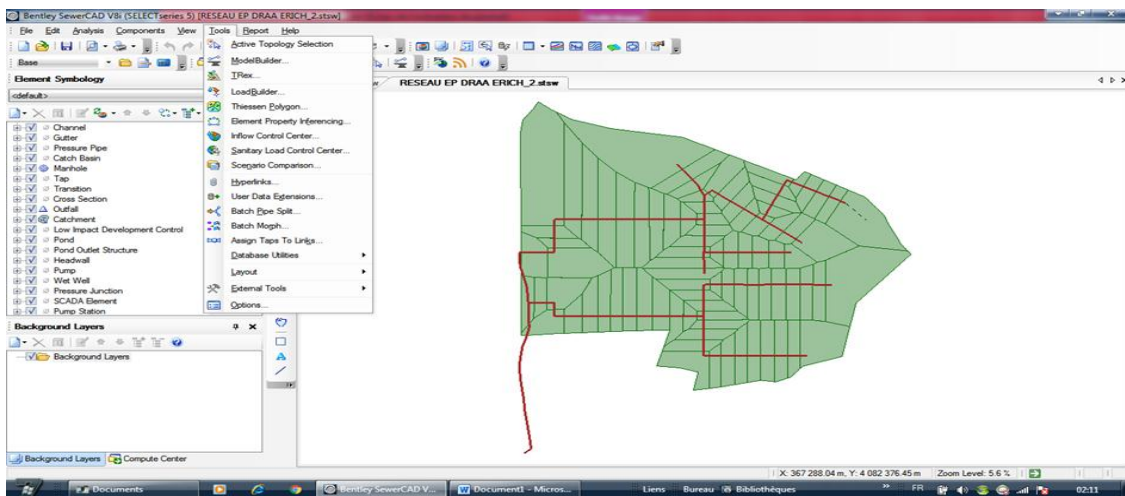 Bentley SewerCAD V8i (SELECTseries 5) [RESEAU EP DRAA ERICH_2.stsw]
File Edit Analysis Components View Tools Report Help
Base
Element Symbology
<default>
Channel
Gutter
Pressure Pipe
Catch Basin
Manhole
Tap
Transition
Cross Section
Outfall
Catchment
Low Impact Development Control
Pond
Pond Outlet Structure
Headwall
Pump
Wet Well
Pressure Junction
SCADA Element
Pump Station
Background Layers
Background Layers
Background Layers Compute Center
Active Topology Selection
ModelBuilder...
TRex...
LoadBuilder...
Thiessen Polygon...
Element Property Inferencing...
Inflow Control Center...
Sanitary Load Control Center...
Scenario Comparison...
Hyperlinks...
User Data Extensions...
Batch Pipe Split...
Batch Morph...
Assign Taps To Links...
Database Utilities
Layout
External Tools
Options...
RESEAU EP DRAA ERICH_2.stsw
X: 367 288.04 m, Y: 4 082 376.45 m Zoom Level: 5.6 %
Documents
Bentley SewerCAD V...
Document1 - Micros...
Liens Bureau Bibliothèques
FR
02:11